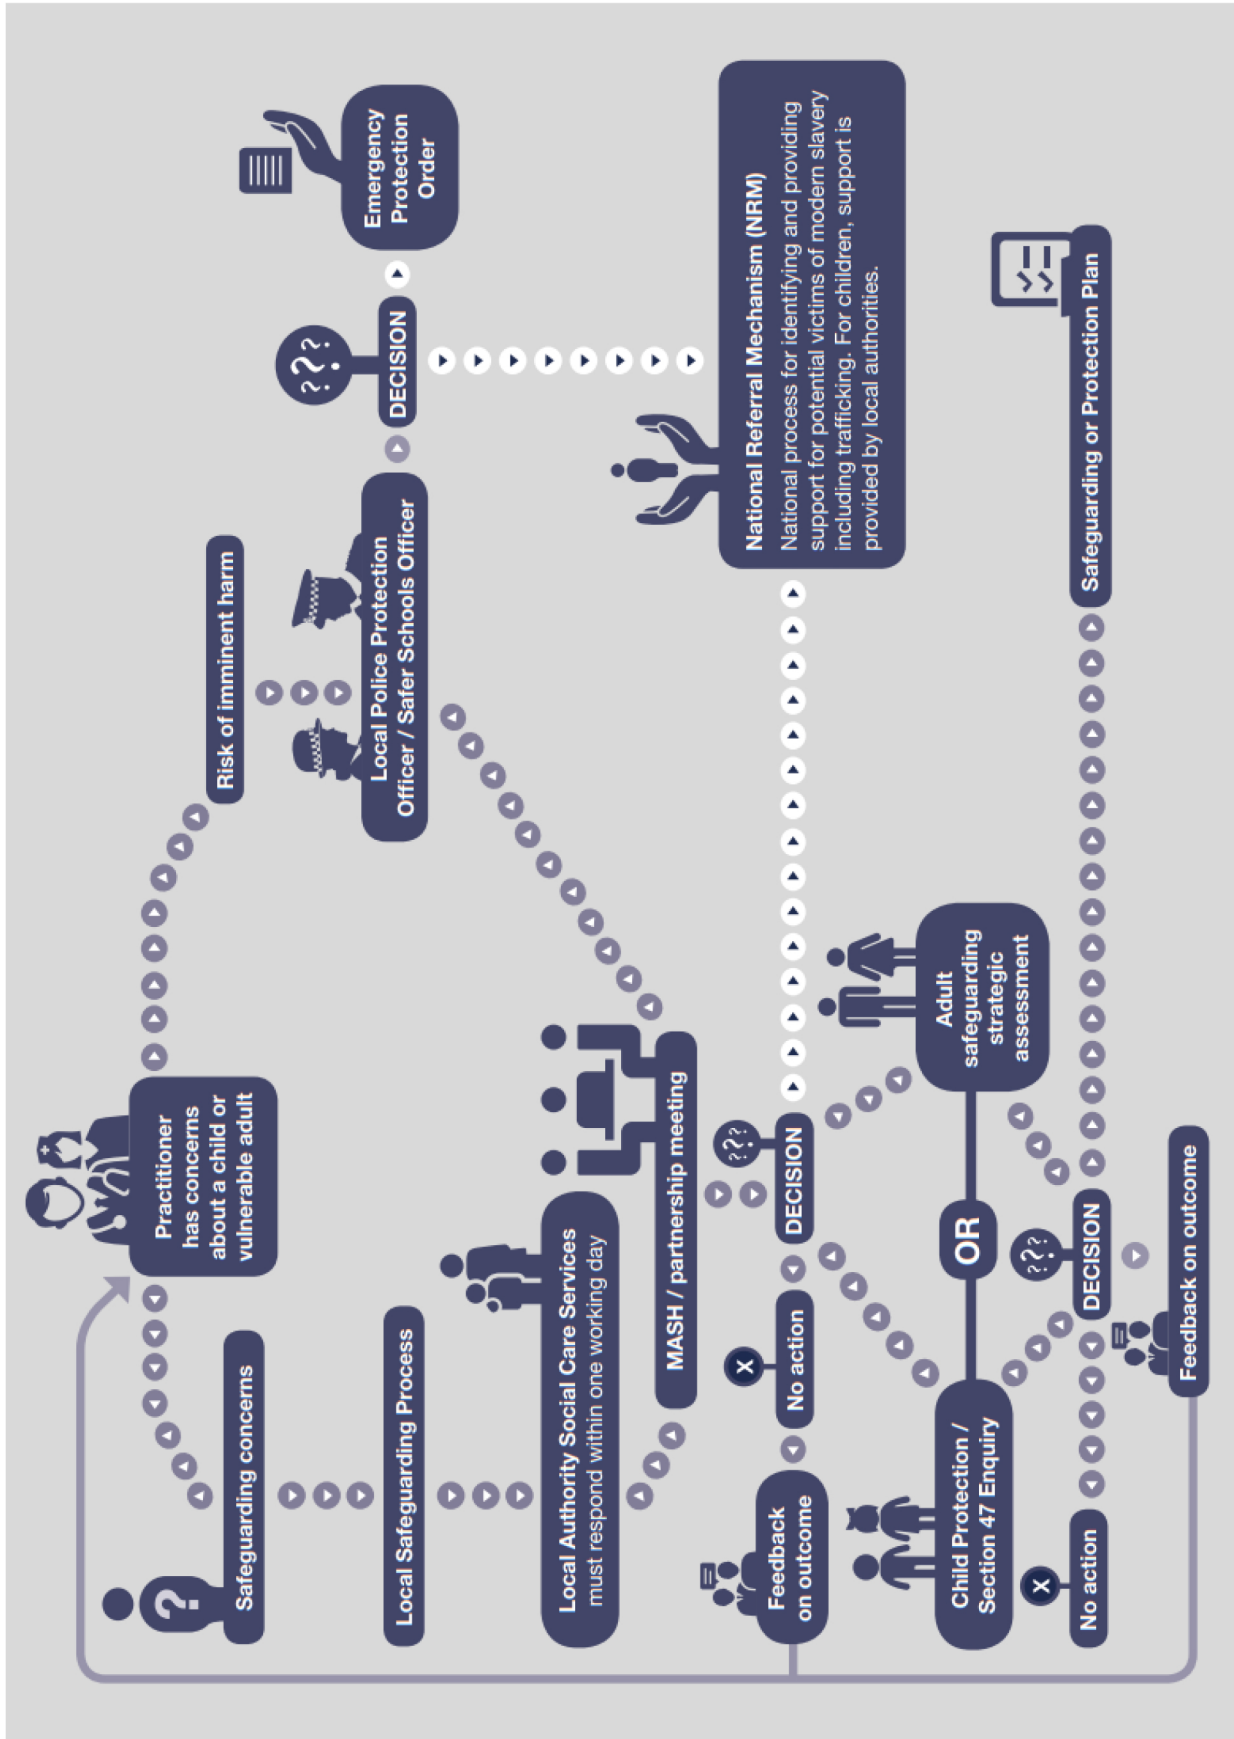 Practitioner
has concerns
about a child or
vulnerable adult
Safeguarding concerns
Risk of imminent harm
Local Safeguarding Process
Local Police Protection
Officer / Safer Schools Officer
DECISION
Emergency
Protection
Order
Local Authority Social Care Services
must respond within one working day
MASH / partnership meeting
Feedback
on outcome
X
No action
DECISION
National Referral Mechanism (NRM)
National process for identifying and providing
support for potential victims of modern slavery
including trafficking. For children, support is
provided by local authorities.
Child Protection /
Section 47 Enquiry
OR
Adult
safeguarding
strategic
assessment
X
No action
DECISION
Safeguarding or Protection Plan
Feedback on outcome